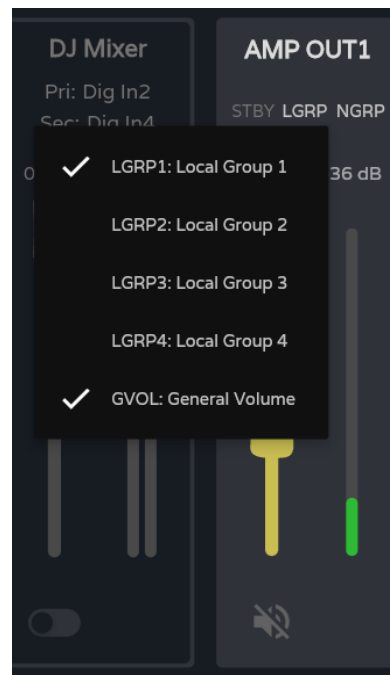 DJ Mixer
AMP OUT1
Pri: Dig In2
Sec: Dig In4
STBY LGRP NGRP
0
36 dB
LGRP1: Local Group 1
LGRP2: Local Group 2
LGRP3: Local Group 3
LGRP4: Local Group 4
GVOL: General Volume